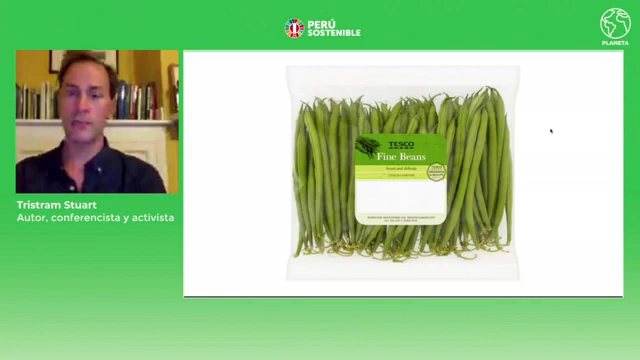 PERÚ
SOSTENIBLE
PLANETA
TESCO
Fine Beans
Tristram Stuart
Autor, conferencista y activista